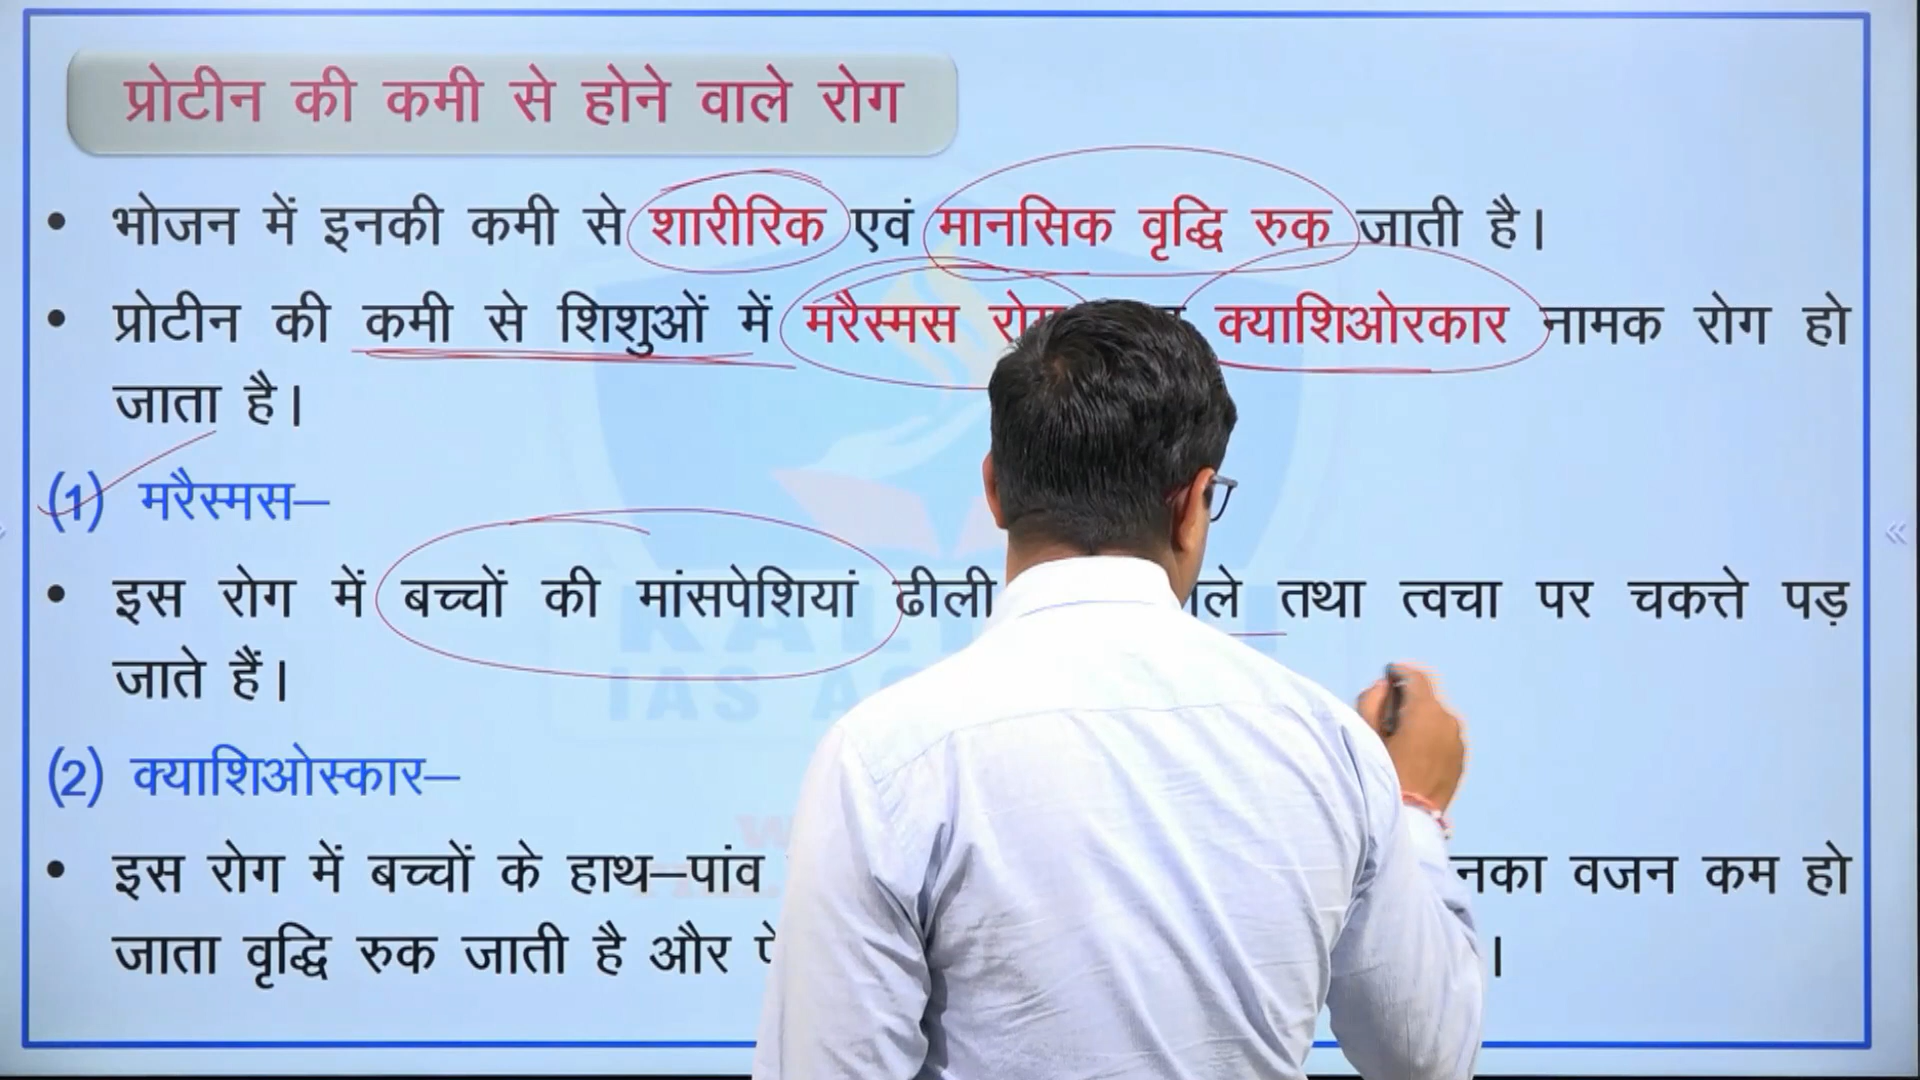 प्रोटीन की कमी से होने वाले रोग
• भोजन में इनकी कमी से शारीरिक एवं मानसिक वृद्धि रुक जाती है।
• प्रोटीन की कमी से शिशुओं में मरैस्मस रोग क्याशिओरकार नामक रोग हो
जाता है।
(1) मरैस्मस–
• इस रोग में बच्चों की मांसपेशियां ढीली तथा त्वचा पर चकत्ते पड़
जाते हैं।
(2) क्याशिओस्कार–
• इस रोग में बच्चों के हाथ–पांव वजन कम हो
जाता वृद्धि रुक जाती है और
IAS